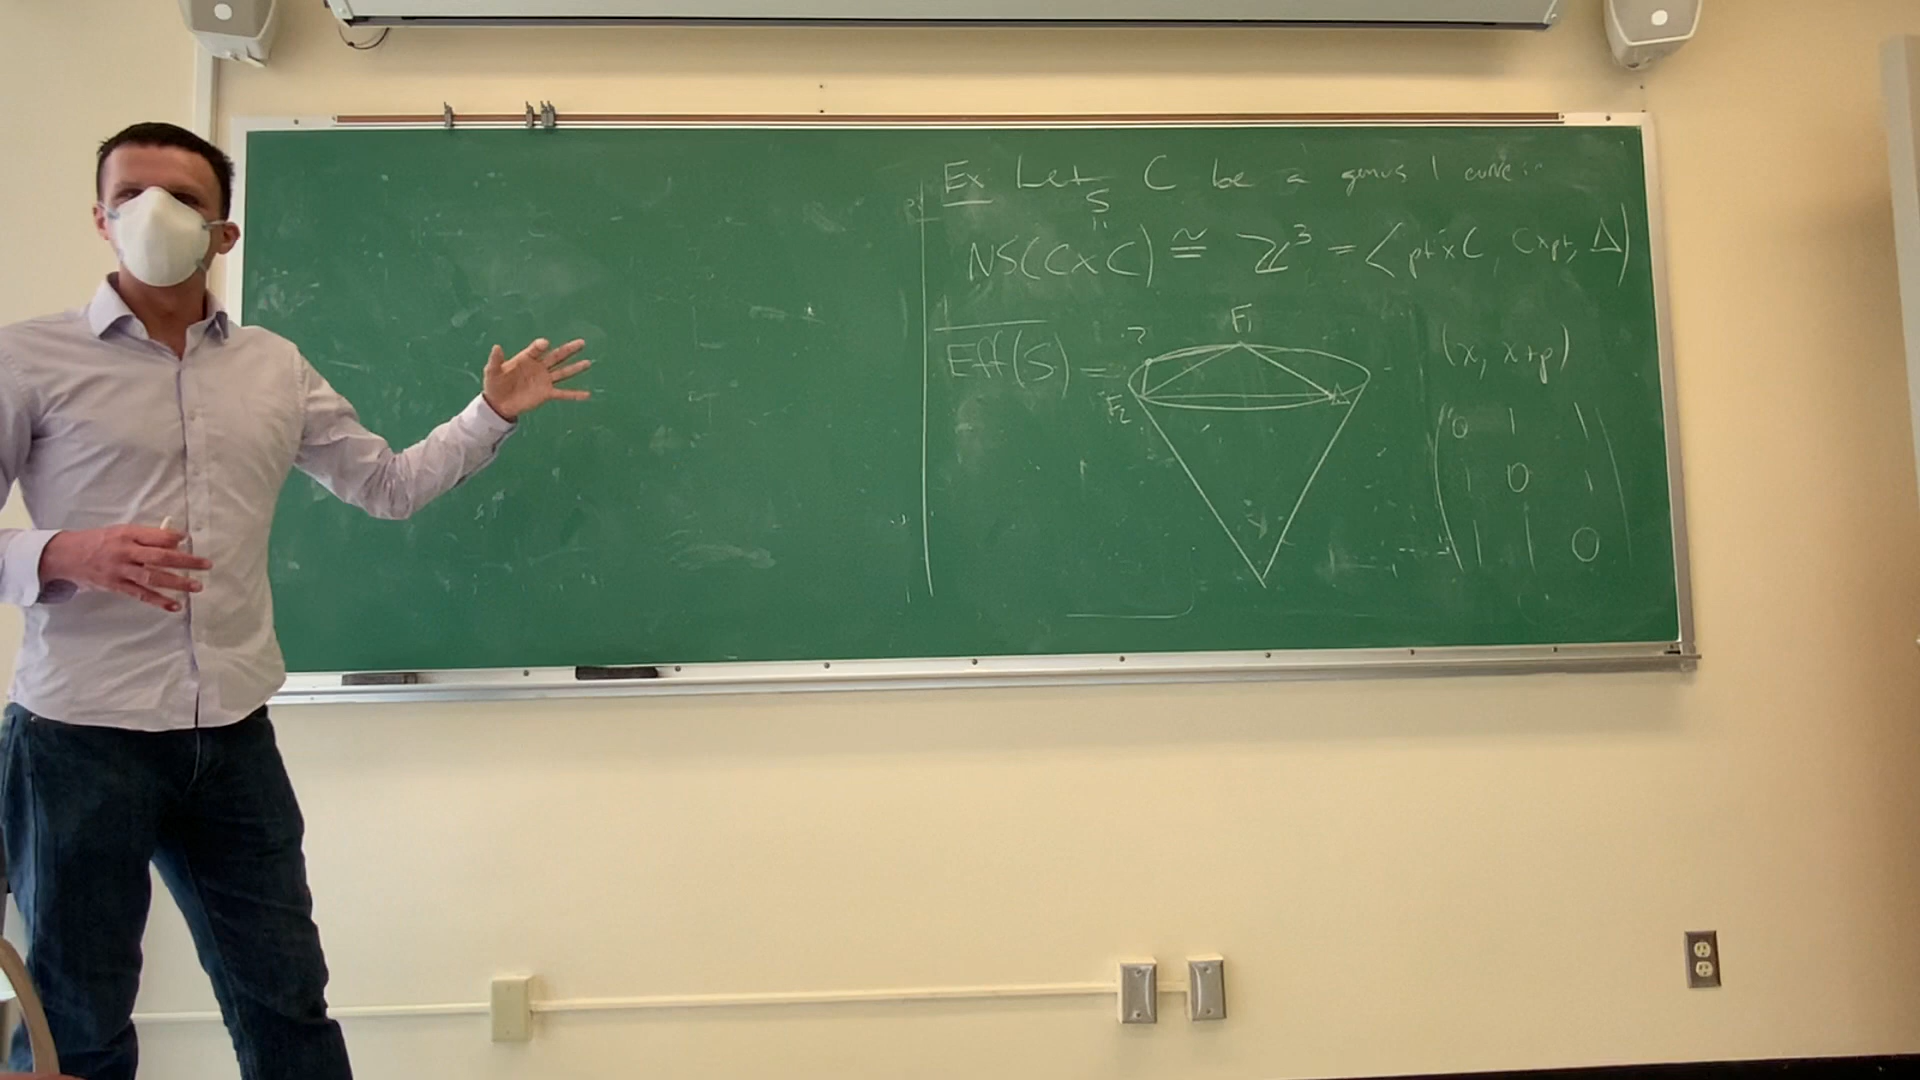 Ex Let C be a genus 1 curve
S
"
NS(C×C) ≅ ℤ³ = ⟨pt×C, C×pt, Δ⟩
Eff(S) =
?
F₁
F₂
Δ
(x, x+p)
0 1 1
1 0 1
1 1 0